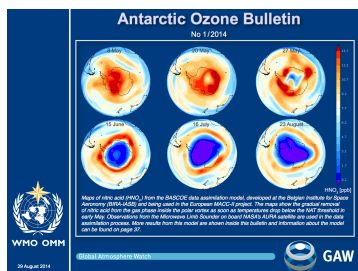 Antarctic Ozone Bulletin
No 1/2014
20 May
15 June
16 July
23 August
HNO3 [ppb]
Maps of nitric acid (HNO3) from the BASCOE data assimilation model, developed at the Belgian Institute for Space
Aeronomy (BIRA-IASB) and being used in the European MACC-II project. The maps show the gradual removal
of nitric acid from the gas phase inside the polar vortex as soon as temperatures drop below the NAT threshold in
early May. Observations from the Microwave Limb Sounder on board NASA's AURA satellite are used in the data
assimilation process. More results from this model are shown inside this bulletin and information about the model
can be found on page 37.
WMO OMM
Global Atmosphere Watch
GAW
29 August 2014